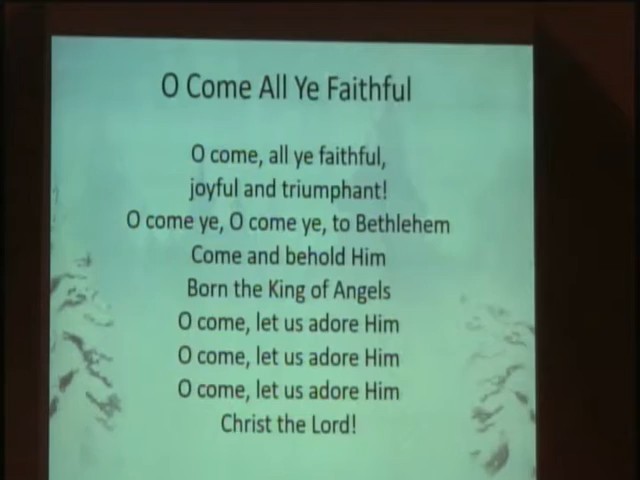 O Come All Ye Faithful
O come, all ye faithful,
joyful and triumphant!
O come ye, O come ye, to Bethlehem
Come and behold Him
Born the King of Angels
O come, let us adore Him
O come, let us adore Him
O come, let us adore Him
Christ the Lord!